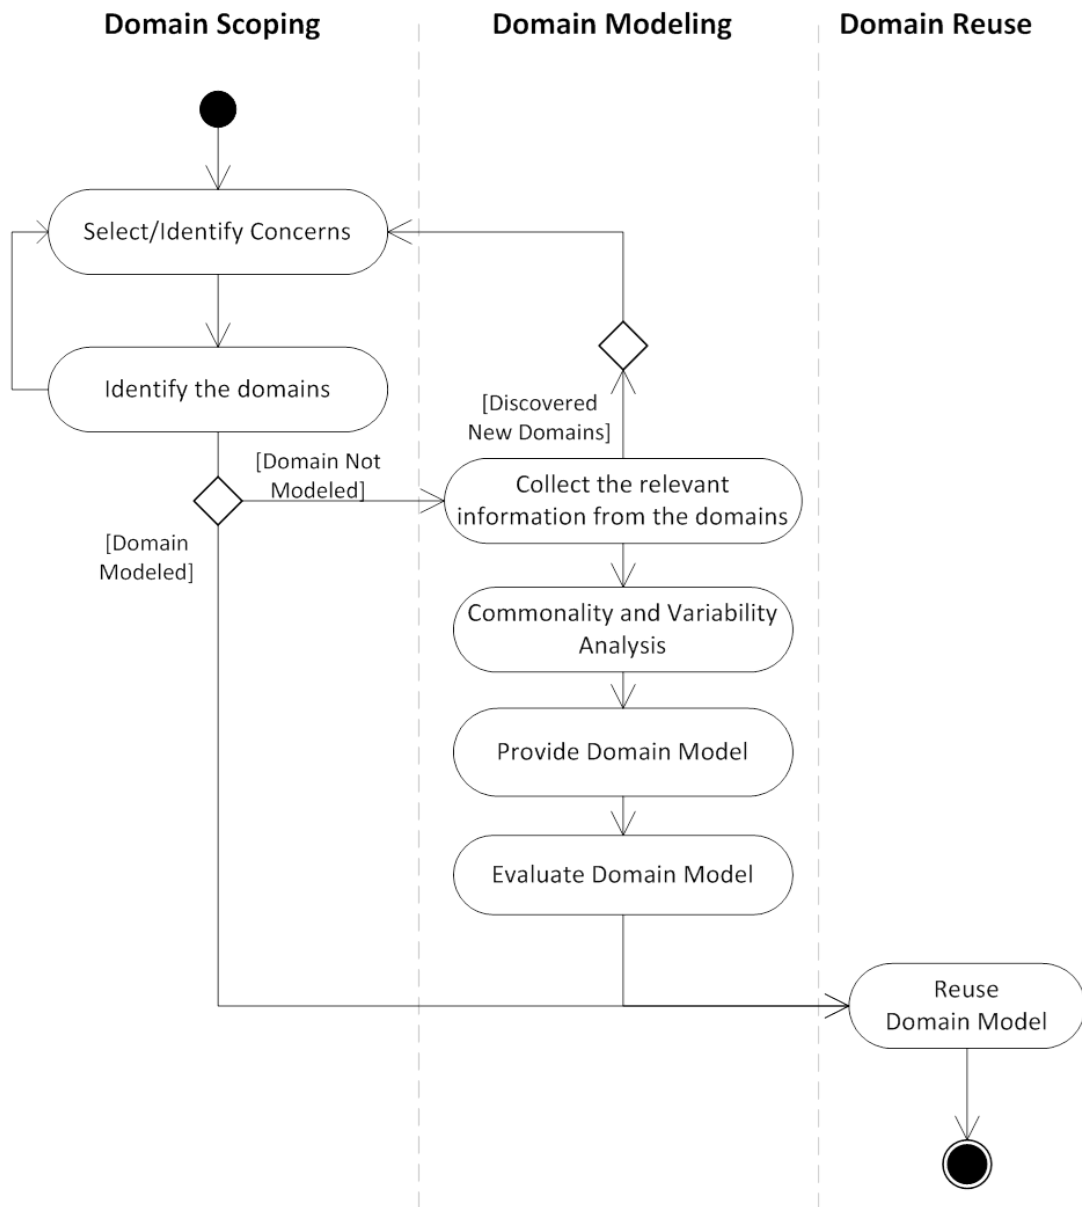 Domain Scoping
Domain Modeling
Domain Reuse
Select/Identify Concerns
Identify the domains
[Discovered
New Domains]
[Domain Not
Modeled]
Collect the relevant
information from the domains
[Domain
Modeled]
Commonality and Variability
Analysis
Provide Domain Model
Evaluate Domain Model
Reuse
Domain Model